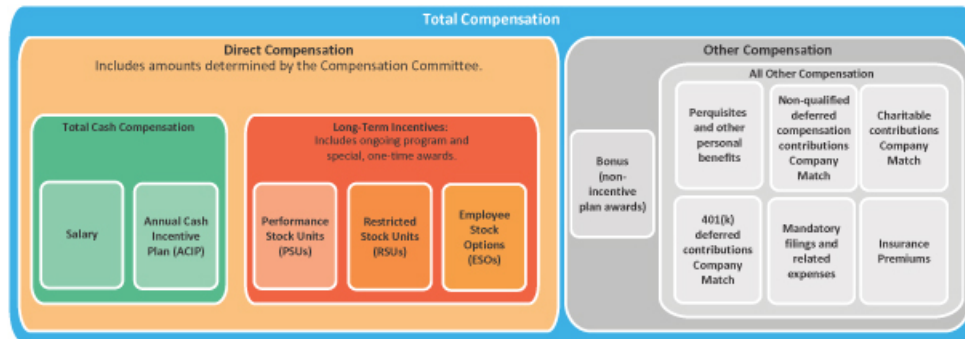 Total Compensation
Direct Compensation
Includes amounts determined by the Compensation Committee.
Total Cash Compensation
Salary
Annual Cash
Incentive
Plan (ACIP)
Long-Term Incentives:
Includes ongoing program and
special, one-time awards.
Performance
Stock Units
(PSUs)
Restricted
Stock Units
(RSUs)
Employee
Stock
Options
(ESOs)
Other Compensation
Bonus
(non-
incentive
plan awards)
All Other Compensation
Perquisites
and other
personal
benefits
Non-qualified
deferred
compensation
contributions
Company
Match
Charitable
contributions
Company
Match
401(k)
deferred
contributions
Company
Match
Mandatory
filings and
related
expenses
Insurance
Premiums